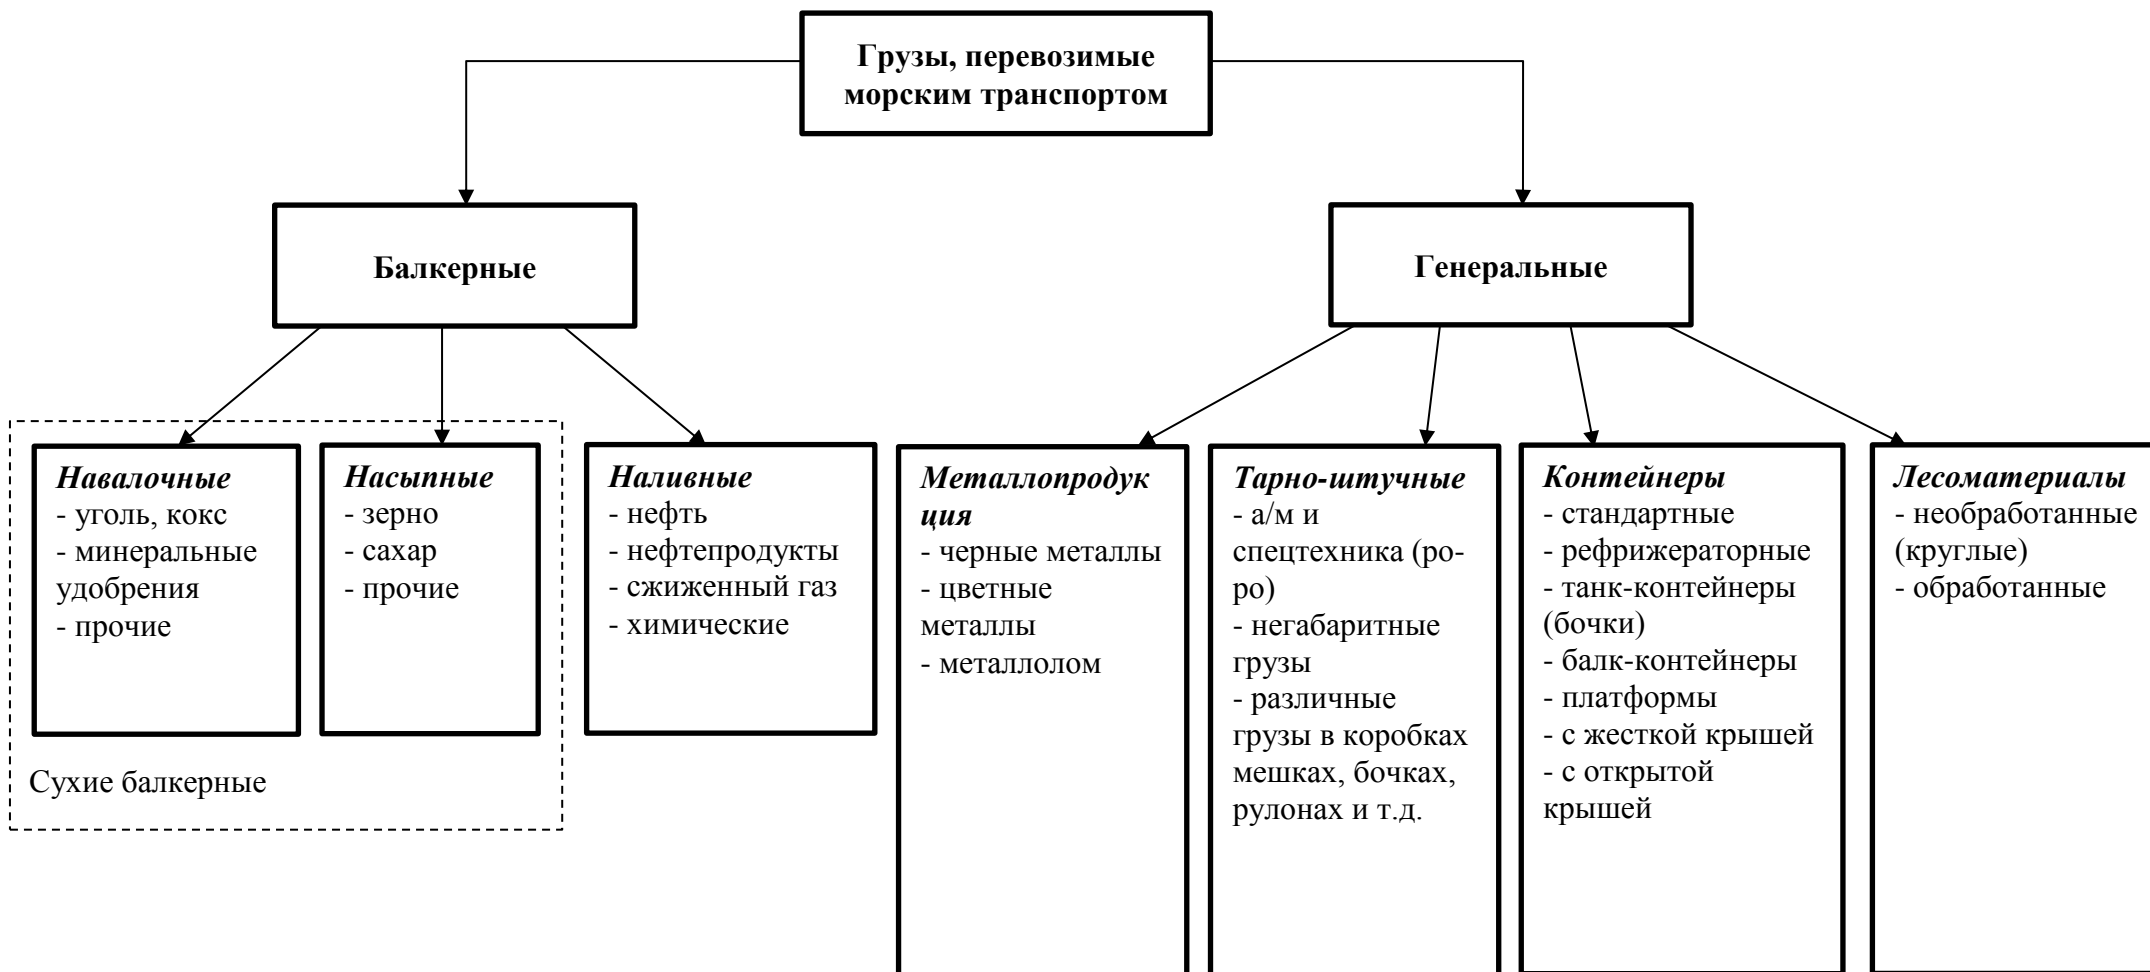 Грузы, перевозимые
морским транспортом
Балкерные
Генеральные
Навалочные
- уголь, кокс
- минеральные
удобрения
- прочие
Насыпные
- зерно
- сахар
- прочие
Сухие балкерные
Наливные
- нефть
- нефтепродукты
- сжиженный газ
- химические
Металлопродук
ция
- черные металлы
- цветные
металлы
- металлолом
Тарно-штучные
- а/м и
спецтехника (ро-
ро)
- негабаритные
грузы
- различные
грузы в коробках
мешках, бочках,
рулонах и т.д.
Контейнеры
- стандартные
- рефрижераторные
- танк-контейнеры
(бочки)
- балк-контейнеры
- платформы
- с жесткой крышей
- с открытой
крышей
Лесоматериалы
- необработанные
(круглые)
- обработанные